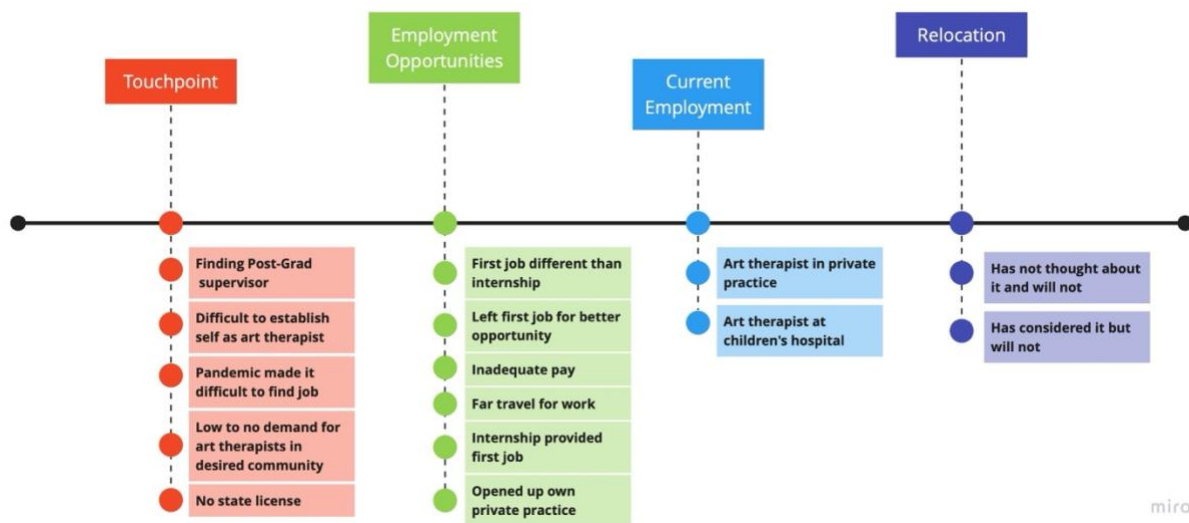 Touchpoint
Employment
Opportunities
Current
Employment
Relocation
Finding Post-Grad
supervisor
Difficult to establish
self as art therapist
Pandemic made it
difficult to find job
Low to no demand for
art therapists in
desired community
No state license
First job different than
internship
Left first job for better
opportunity
Inadequate pay
Far travel for work
Internship provided
first job
Opened up own
private practice
Art therapist in private
practice
Art therapist at
children's hospital
Has not thought about
it and will not
Has considered it but
will not
miro